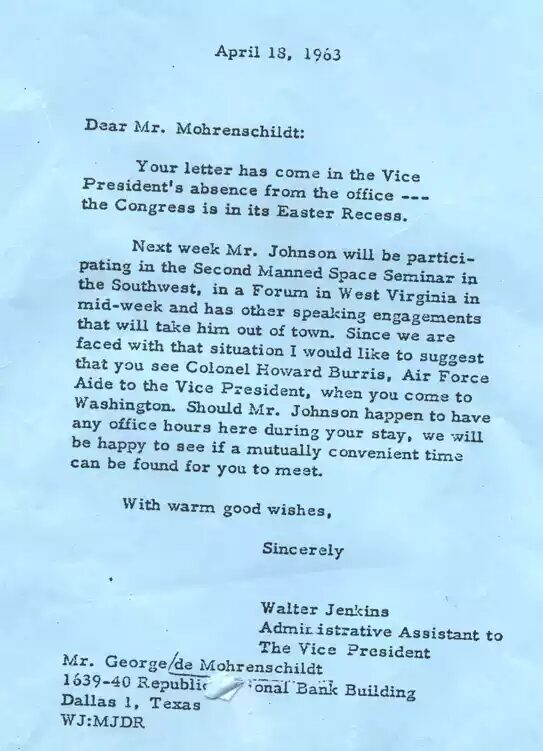 April 18, 1963
Dear Mr. Mohrenschildt:
Your letter has come in the Vice
President's absence from the office ---
the Congress is in its Easter Recess.
Next week Mr. Johnson will be partici-
pating in the Second Manned Space Seminar in
the Southwest, in a Forum in West Virginia in
mid-week and has other speaking engagements
that will take him out of town. Since we are
faced with that situation I would like to suggest
that you see Colonel Howard Burris, Air Force
Aide to the Vice President, when you come to
Washington. Should Mr. Johnson happen to have
any office hours here during your stay, we will
be happy to see if a mutually convenient time
can be found for you to meet.
With warm good wishes,
Sincerely
Walter Jenkins
Administrative Assistant to
The Vice President
Mr. George/de Mohrenschildt
1639-40 Republic ional Bank Building
Dallas 1, Texas
WJ:MJDR